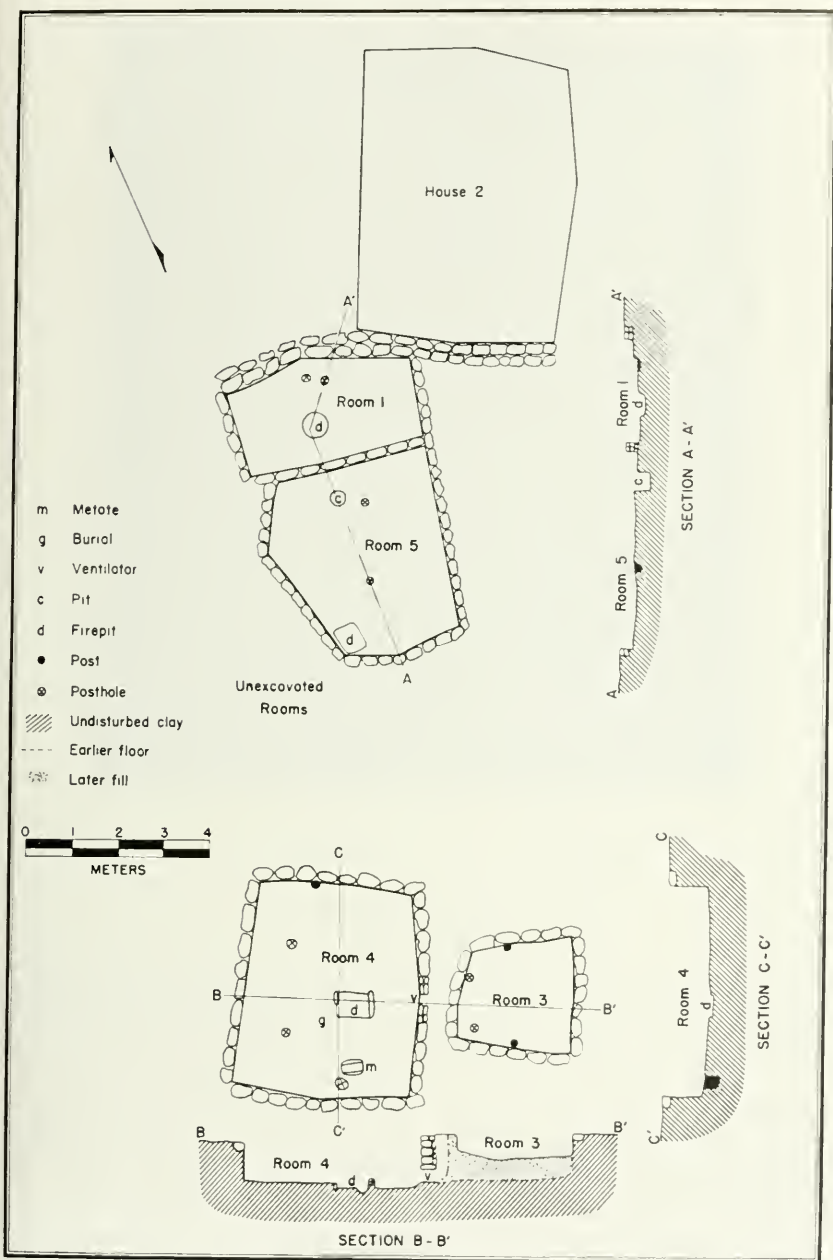 House 2
A'
Room 1
d
c
Room 5
d
A
Unexcavated
Rooms
A'
Room 1
d
c
Room 5
A
SECTION A-A'
m Metate
g Burial
v Ventilator
c Pit
d Firepit
Post
Posthole
Undisturbed clay
Earlier floor
Later fill
0 1 2 3 4
METERS
C
Room 4
B
d
v
g
m
C'
Room 3
B'
C
Room 4
d
C'
SECTION C-C'
B
Room 4
d
v
Room 3
B'
SECTION B-B'